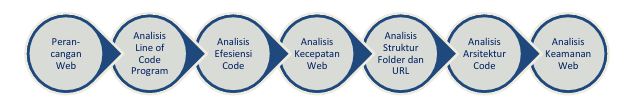 Peran-
cangan
Web
Analisis
Line of
Code
Program
Analisis
Efesiensi
Code
Analisis
Kecepatan
Web
Analisis
Struktur
Folder dan
URL
Analisis
Arsitektur
Code
Analisis
Keamanan
Web